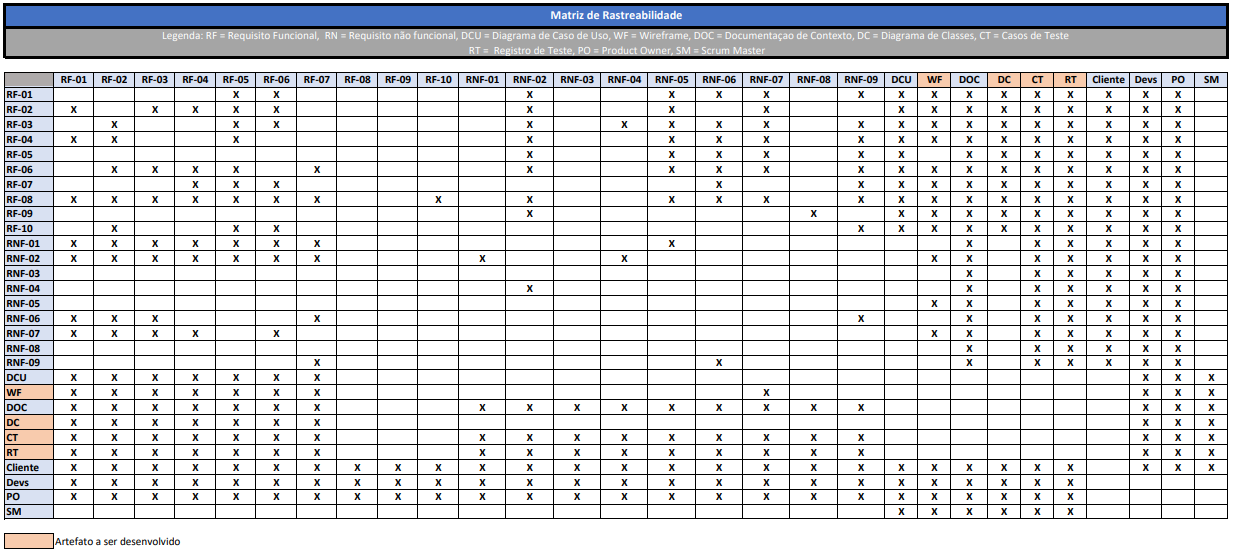 Matriz de Rastreabilidade
Legenda: RF = Requisito Funcional, RN = Requisito não funcional, DCU = Diagrama de Caso de Uso, WF = Wireframe, DOC = Documentaçao de Contexto, DC = Diagrama de Classes, CT = Casos de Teste
RT = Registro de Teste, PO = Product Owner, SM = Scrum Master
RF-01 RF-02 RF-03 RF-04 RF-05 RF-06 RF-07 RF-08 RF-09 RF-10 RNF-01 RNF-02 RNF-03 RNF-04 RNF-05 RNF-06 RNF-07 RNF-08 RNF-09 DCU WF DOC DC CT RT Cliente Devs PO SM
RF-01 X X X X X X X X X X X X X X X X
RF-02 X X X X X X X X X X X X X X X X X
RF-03 X X X X X X X X X X X X X X X X X X
RF-04 X X X X X X X X X X X X X X X X X
RF-05 X X X X X X X X X X X X X
RF-06 X X X X X X X X X X X X X X X X X X X
RF-07 X X X X X X X X X X X X X X
RF-08 X X X X X X X X X X X X X X X X X X X X X X
RF-09 X X X X X X X X X X X
RF-10 X X X X X X X X X X X X X
RNF-01 X X X X X X X X X X X X X X
RNF-02 X X X X X X X X X X X X X X X X
RNF-03 X X X X X X
RNF-04 X X X X X X X
RNF-05 X X X X X X X
RNF-06 X X X X X X X X X X X
RNF-07 X X X X X X X X X X X X
RNF-08 X X X X X X
RNF-09 X X X X X X X X
DCU X X X X X X X X X X
WF X X X X X X X X X X X
DOC X X X X X X X X X X X X X X X X X X X
DC X X X X X X X X X X
CT X X X X X X X X X X X X X X X X X X X
RT X X X X X X X X X X X X X X X X X X X
Cliente X X X X X X X X X X X X X X X X X X X X X X X X X X X X
Devs X X X X X X X X X X X X X X X X X X X X X X X X X
PO X X X X X X X X X X X X X X X X X X X X X X X X X
SM X X X X X X
Artefato a ser desenvolvido